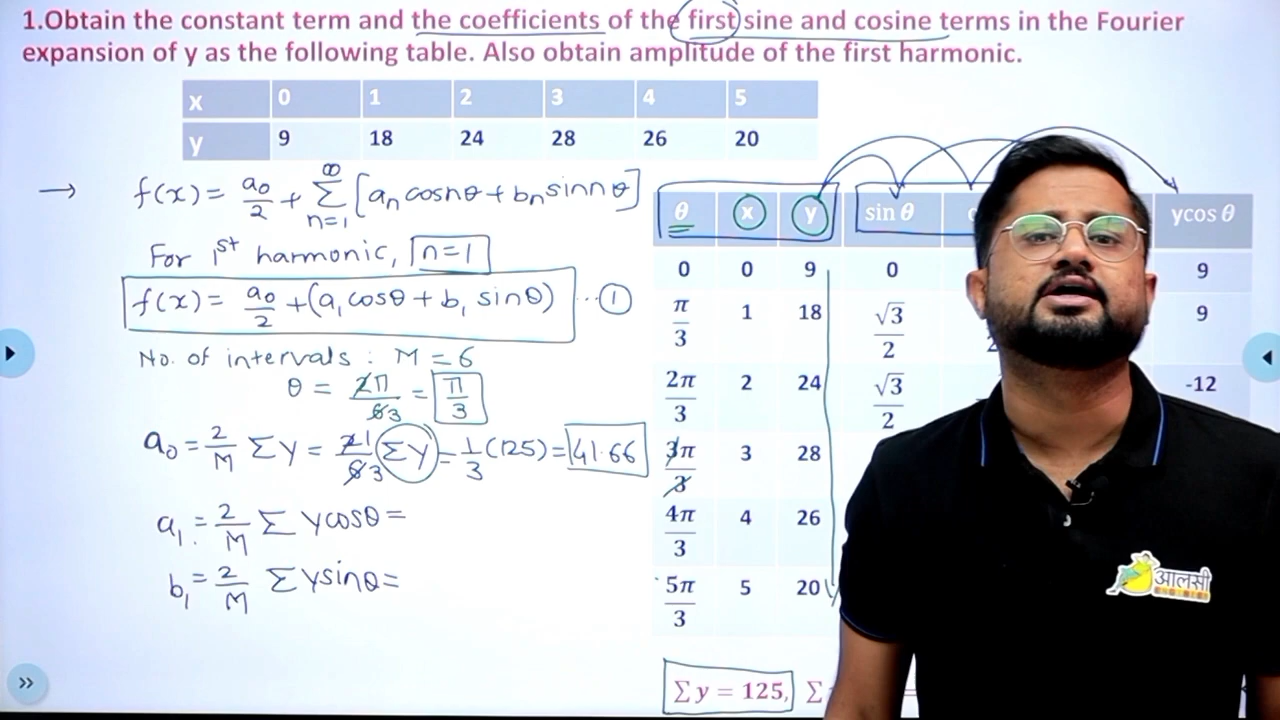 1.Obtain the constant term and the coefficients of the first sine and cosine terms in the Fourier
expansion of y as the following table. Also obtain amplitude of the first harmonic.
x 0 1 2 3 4 5
y 9 18 24 28 26 20
→ f(x) = a₀/2 + ∞ Σ n=1 [aₙ cosnθ + bₙ sinnθ]
For 1st harmonic, n=1
f(x) = a₀/2 + (a₁ cosθ + b₁ sinθ) ...①
No. of intervals : M = 6
θ = 2π/6 3 = π/3
a₀ = 2/M Σ Y = 2 1/6 3 ΣY = 1/3 (125) = 41.66
a₁ = 2/M Σ Ycosθ =
b₁ = 2/M Σ Ysinθ =
θ x y sin θ ycos θ
0 0 9 0 9
π/3 1 18 √3/2 9
2π/3 2 24 √3/2 -12
3π/3 3 28
4π/3 4 26
5π/3 5 20
∑ y = 125, ∑
आलसी